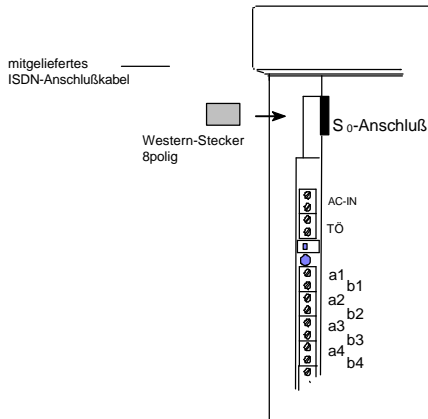 mitgeliefertes
ISDN-Anschlußkabel
S0-Anschluß
Western-Stecker
8polig
AC-IN
TÖ
a1
b1
a2
b2
a3
b3
a4
b4